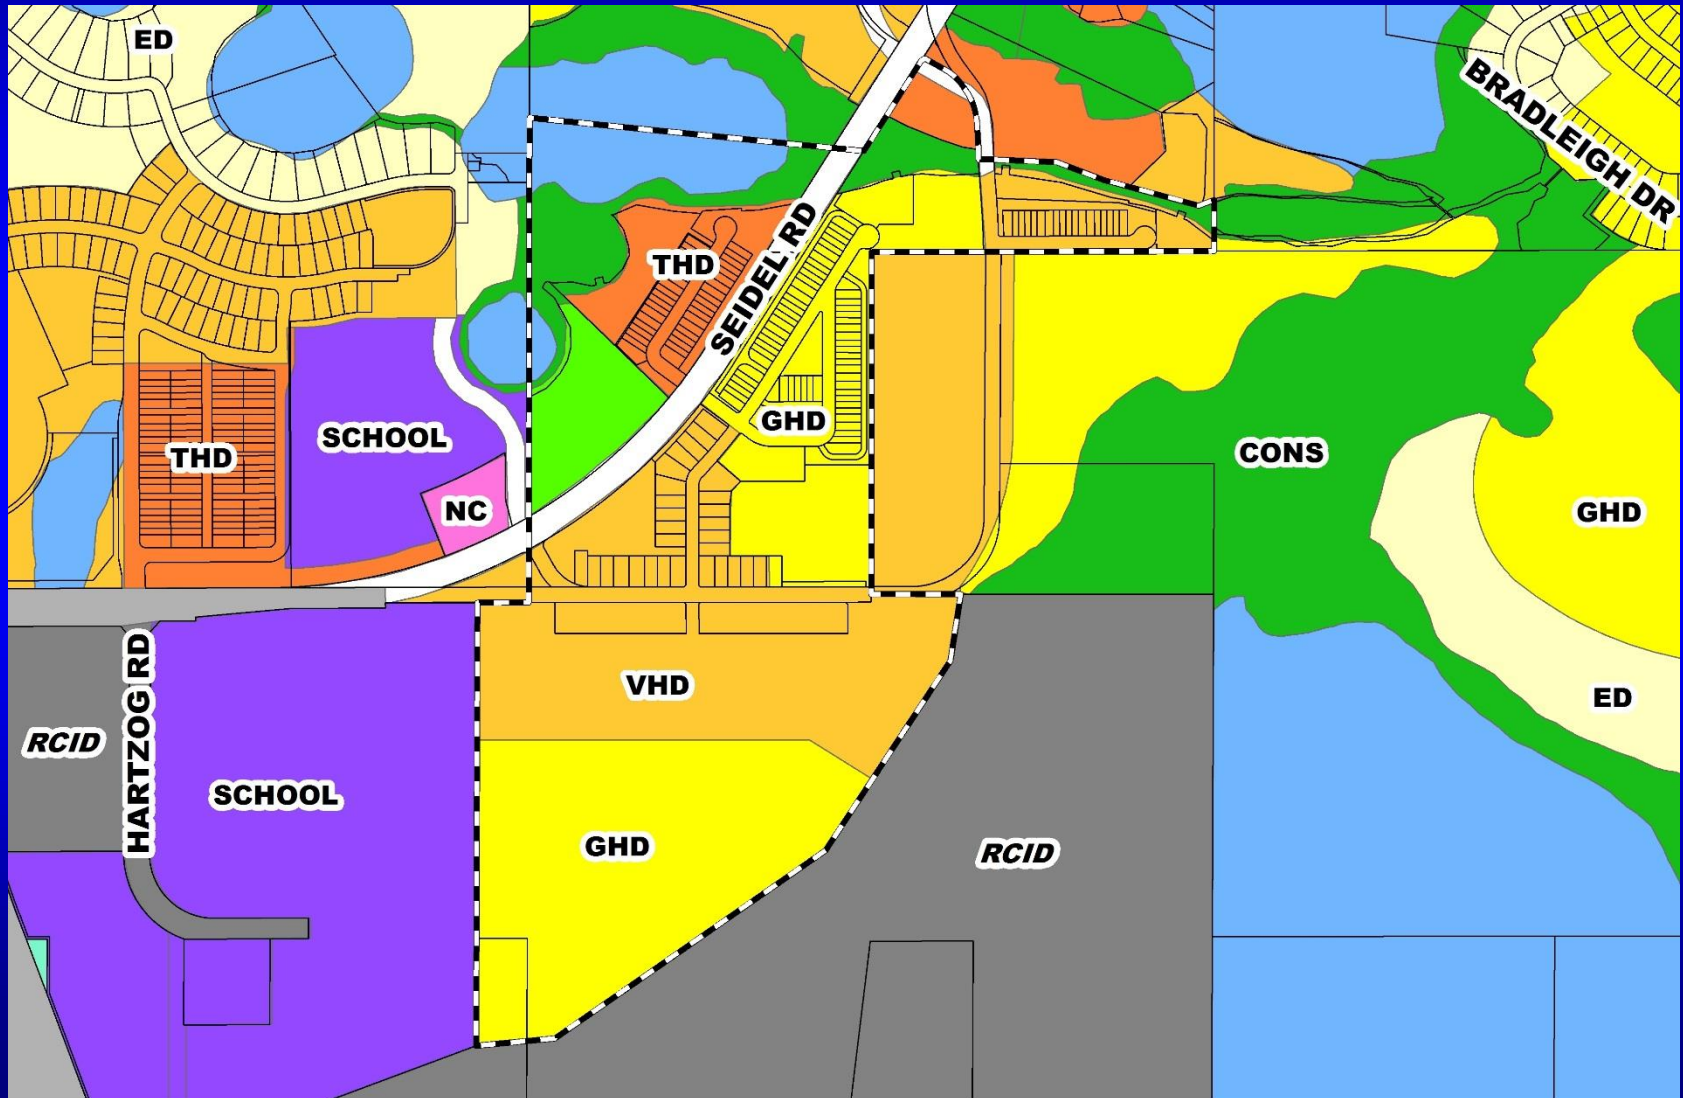 ED
BRADLEIGH DR
THD
SEIDEL RD
GHD
SCHOOL
THD
CONS
NC
GHD
HARTZOG RD
VHD
ED
RCID
SCHOOL
GHD
RCID